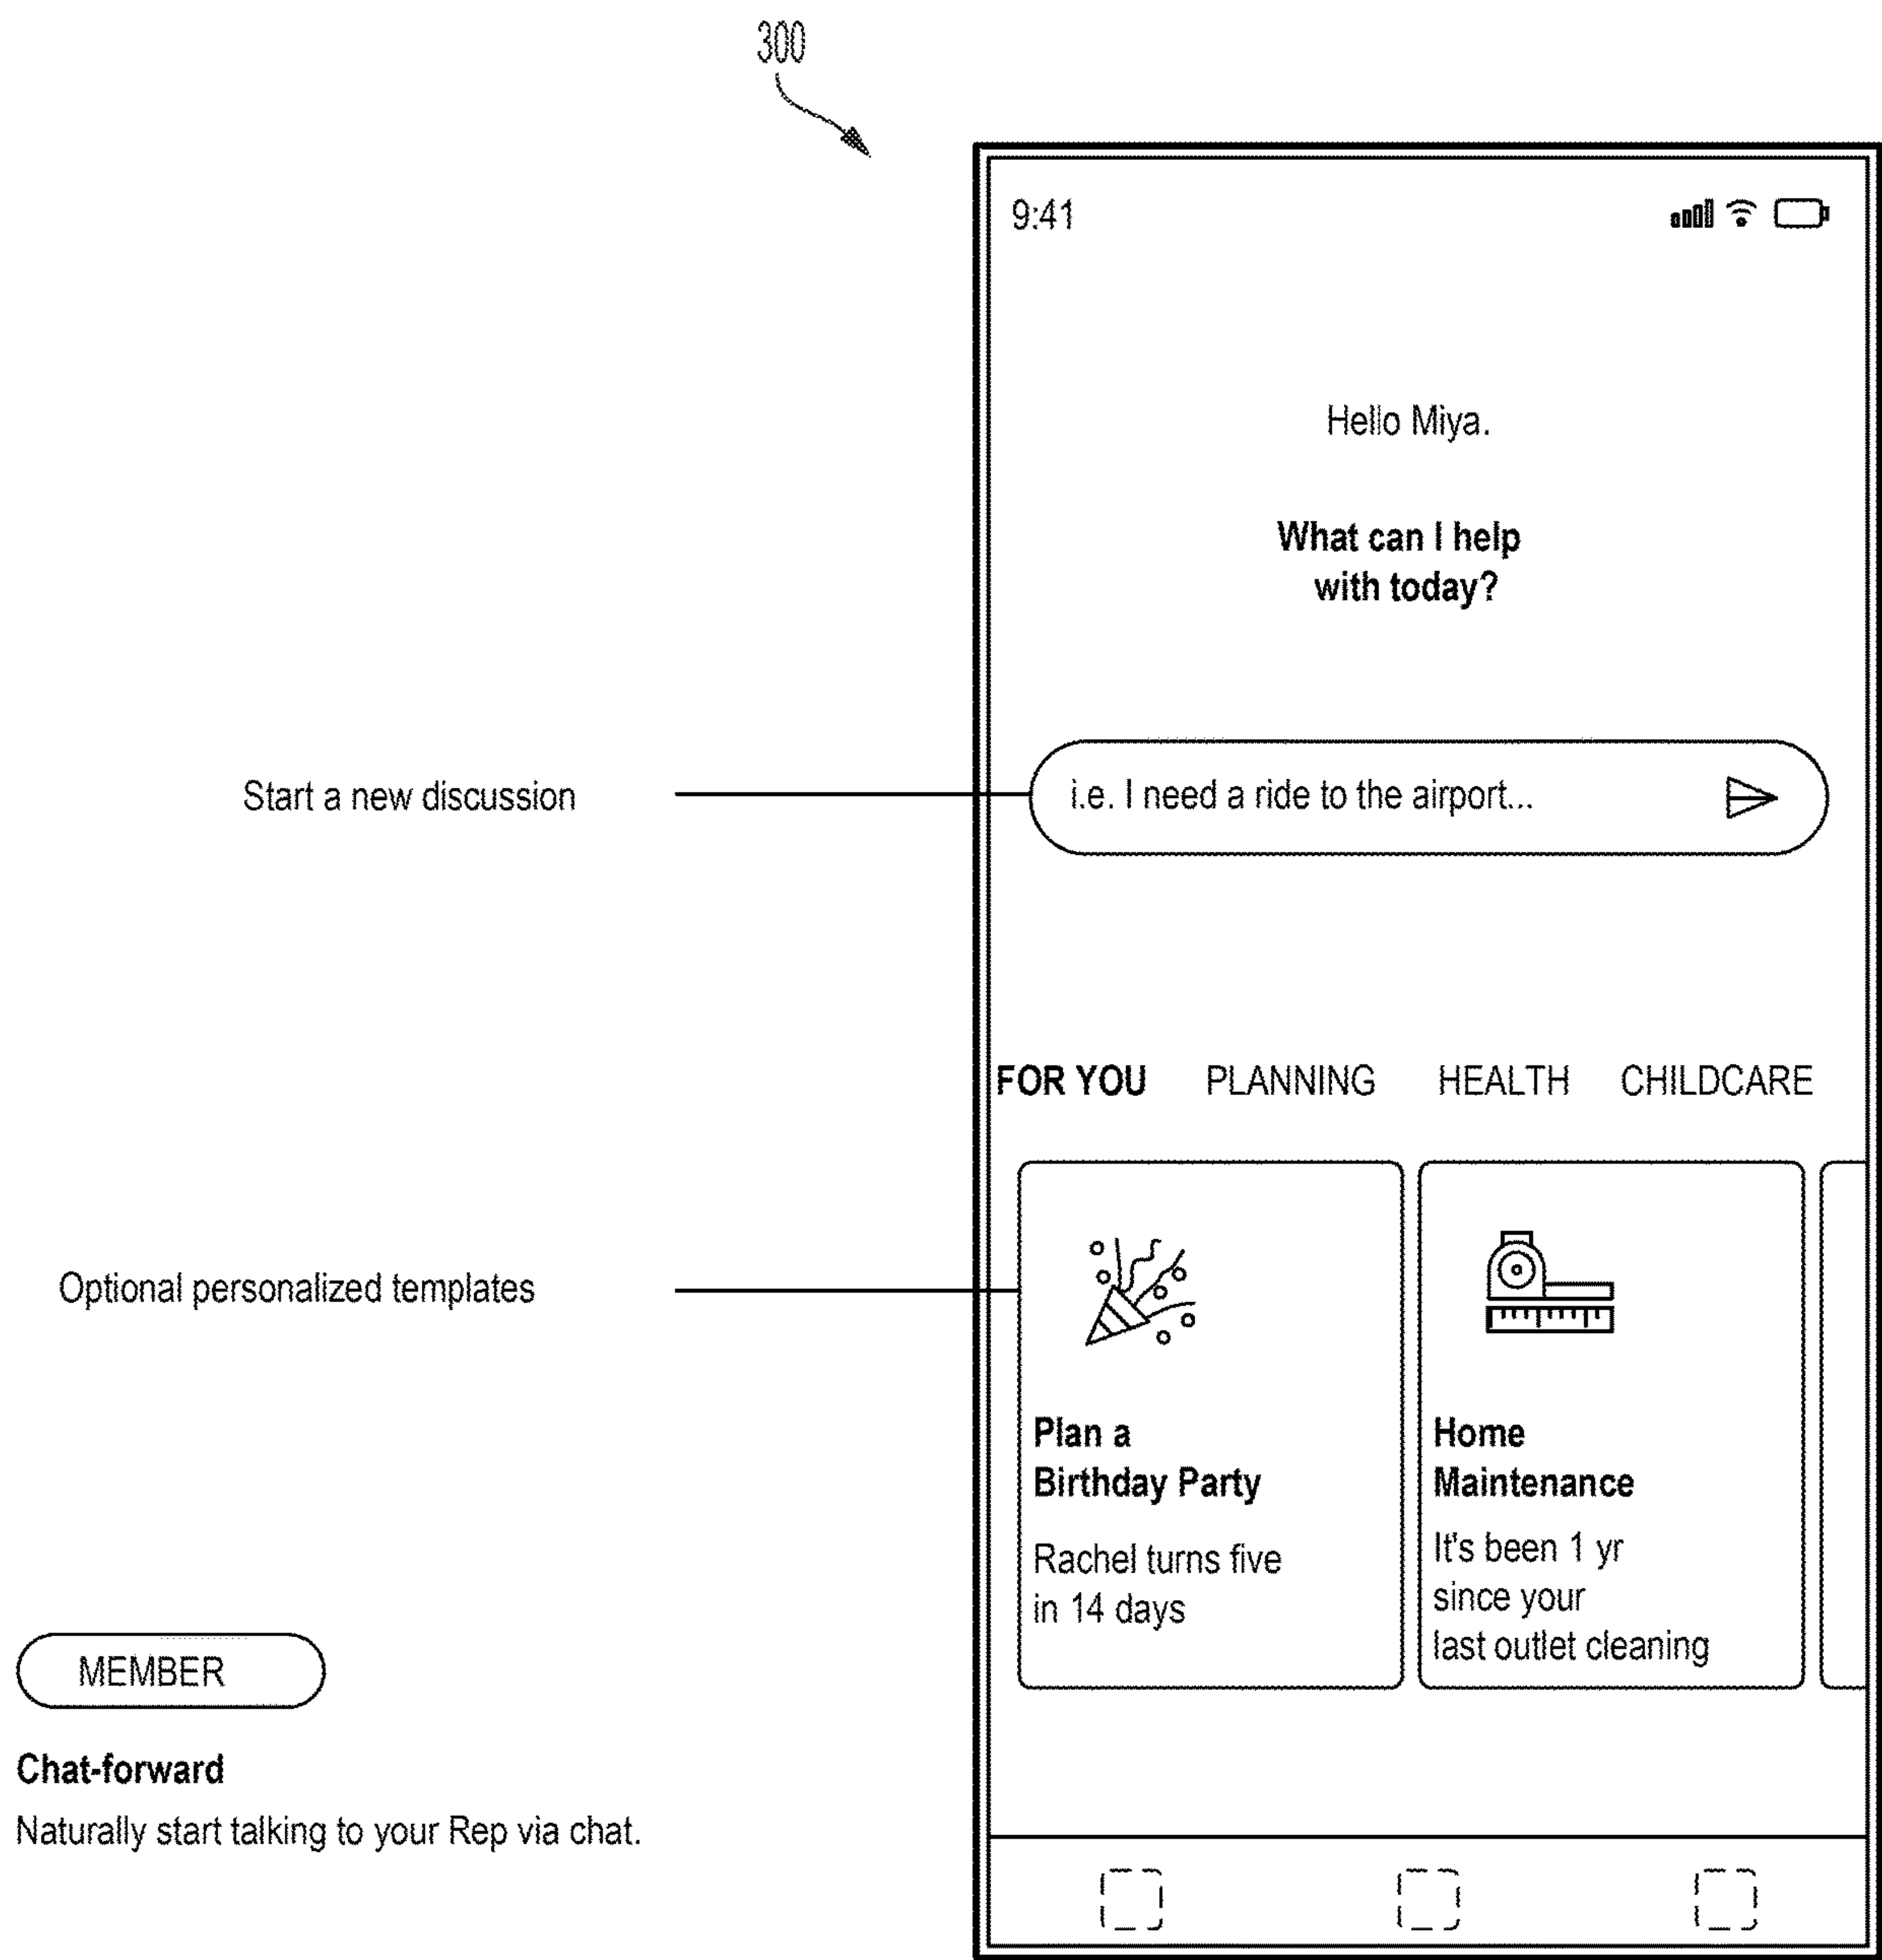 300
9:41
Hello Miya.
What can I help
with today?
Start a new discussion
i.e. I need a ride to the airport...
FOR YOU PLANNING HEALTH CHILDCARE
Optional personalized templates
Plan a
Birthday Party
Rachel turns five
in 14 days
Home
Maintenance
It's been 1 yr
since your
last outlet cleaning
MEMBER
Chat-forward
Naturally start talking to your Rep via chat.